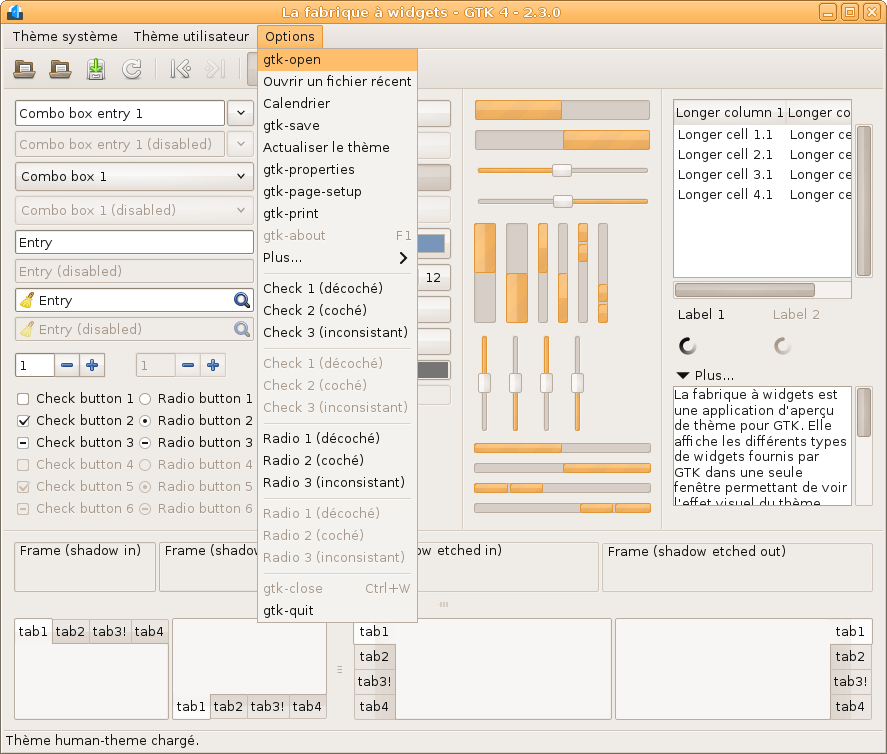 La fabrique à widgets - GTK 4 - 2.3.0
Thème système Thème utilisateur Options
gtk-open
Ouvrir un fichier récent
Calendrier
gtk-save
Actualiser le thème
gtk-properties
gtk-page-setup
gtk-print
gtk-about F1
Plus...
Check 1 (décoché)
Check 2 (coché)
Check 3 (inconsistant)
Check 1 (décoché)
Check 2 (coché)
Check 3 (inconsistant)
Radio 1 (décoché)
Radio 2 (coché)
Radio 3 (inconsistant)
Radio 1 (décoché)
Radio 2 (coché)
Radio 3 (inconsistant)
gtk-close Ctrl+W
gtk-quit
Combo box entry 1
Combo box entry 1 (disabled)
Combo box 1
Combo box 1 (disabled)
Entry
Entry (disabled)
Entry
Entry (disabled)
1 1
Check button 1 Radio button 1
Check button 2 Radio button 2
Check button 3 Radio button 3
Check button 4 Radio button 4
Check button 5 Radio button 5
Check button 6 Radio button 6
12
Longer column 1 Longer co
Longer cell 1.1 Longer ce
Longer cell 2.1 Longer ce
Longer cell 3.1 Longer ce
Longer cell 4.1 Longer ce
Label 1 Label 2
Plus...
La fabrique à widgets est
une application d'aperçu
de thème pour GTK. Elle
affiche les différents types
de widgets fournis par
GTK dans une seule
fenêtre permettant de voir
l'effet visuel du thème
Frame (shadow in) Frame (shadow etched in) Frame (shadow etched out)
tab1 tab2 tab3! tab4
tab1 tab2 tab3! tab4
tab1
tab2
tab3!
tab4
tab1
tab2
tab3!
tab4
Thème human-theme chargé.